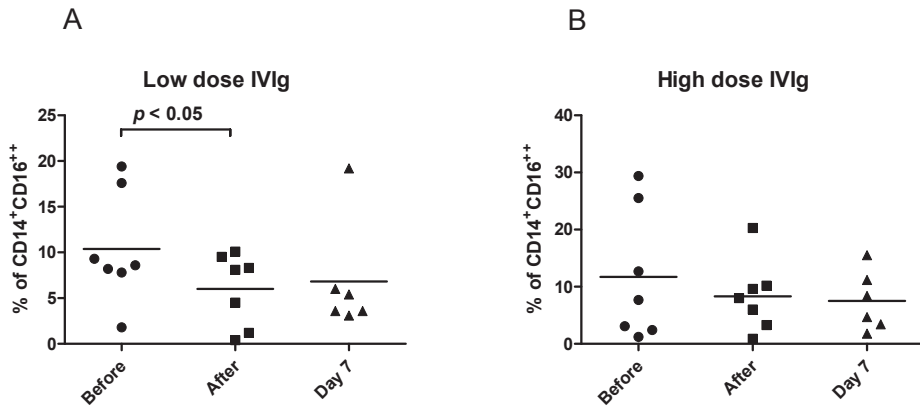 A
Low dose IVIg
% of CD14⁺CD16⁺⁺
25
20
15
10
5
0
p < 0.05
Before
After
Day 7
B
High dose IVIg
% of CD14⁺CD16⁺⁺
40
30
20
10
0
Before
After
Day 7